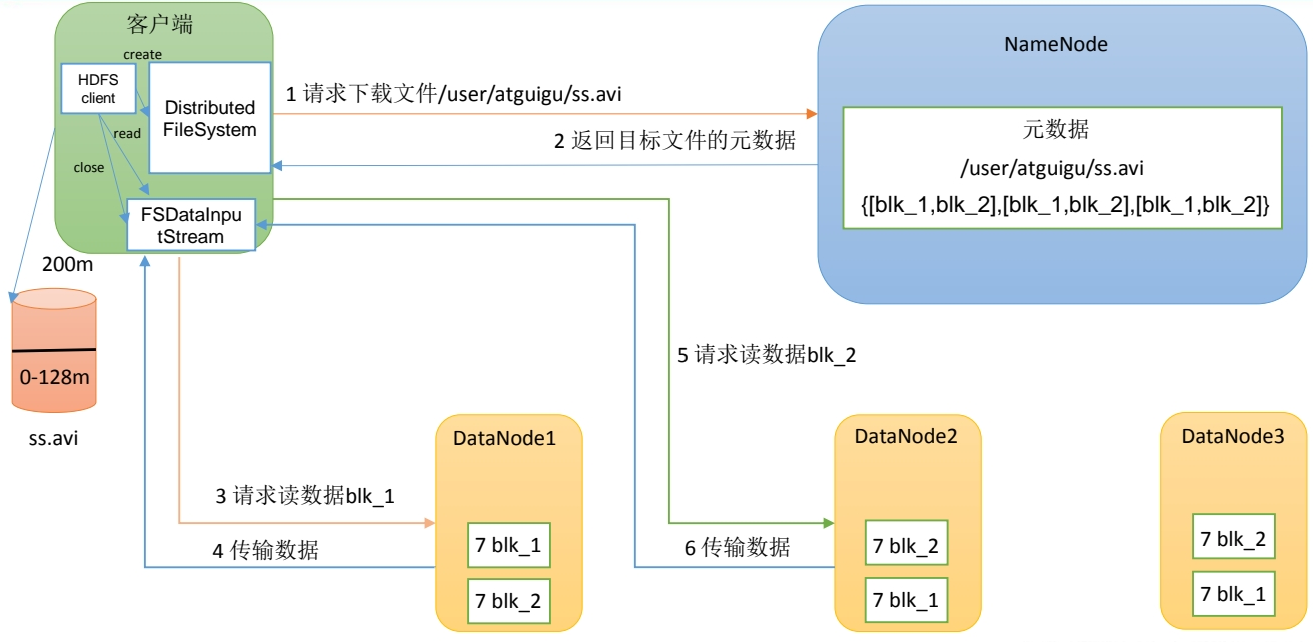 客户端
create
HDFS
client
Distributed
FileSystem
read
close
FSDataInpu
tStream
1 请求下载文件/user/atguigu/ss.avi
2 返回目标文件的元数据
NameNode
元数据
/user/atguigu/ss.avi
{[blk_1,blk_2],[blk_1,blk_2],[blk_1,blk_2]}
200m
0-128m
ss.avi
5 请求读数据blk_2
3 请求读数据blk_1
4 传输数据
6 传输数据
DataNode1
7 blk_1
7 blk_2
DataNode2
7 blk_2
7 blk_1
DataNode3
7 blk_2
7 blk_1